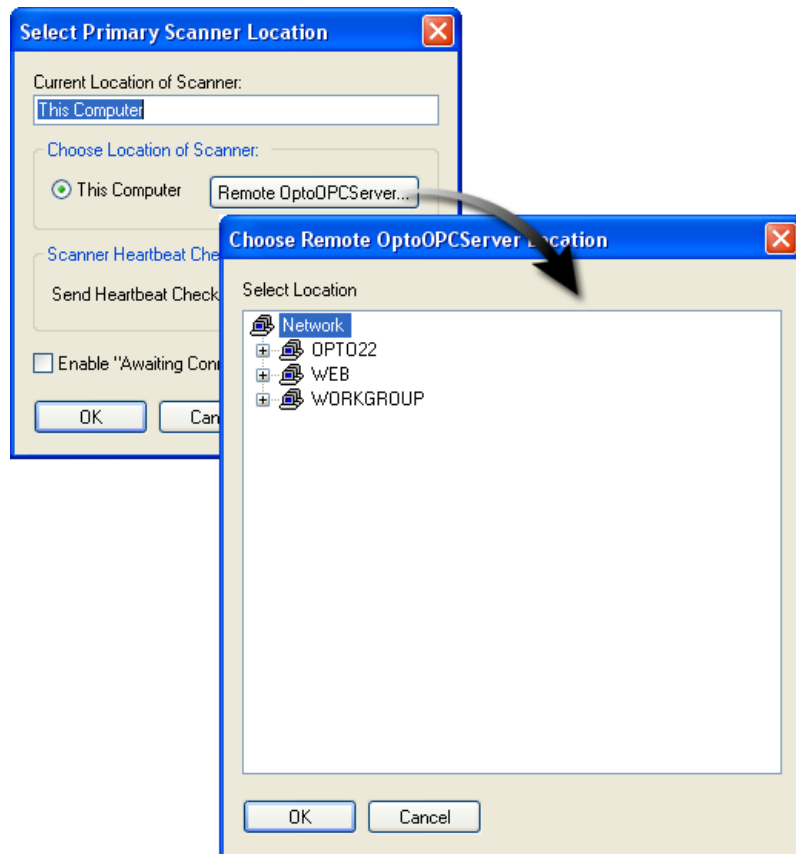 Select Primary Scanner Location
Current Location of Scanner:
This Computer
Choose Location of Scanner:
This Computer
Remote OptoOPCServer...
Scanner Heartbeat Che
Send Heartbeat Check
Enable "Awaiting Con
OK
Can
Choose Remote OptoOPCServer Location
Select Location
Network
OPTO22
WEB
WORKGROUP
OK
Cancel